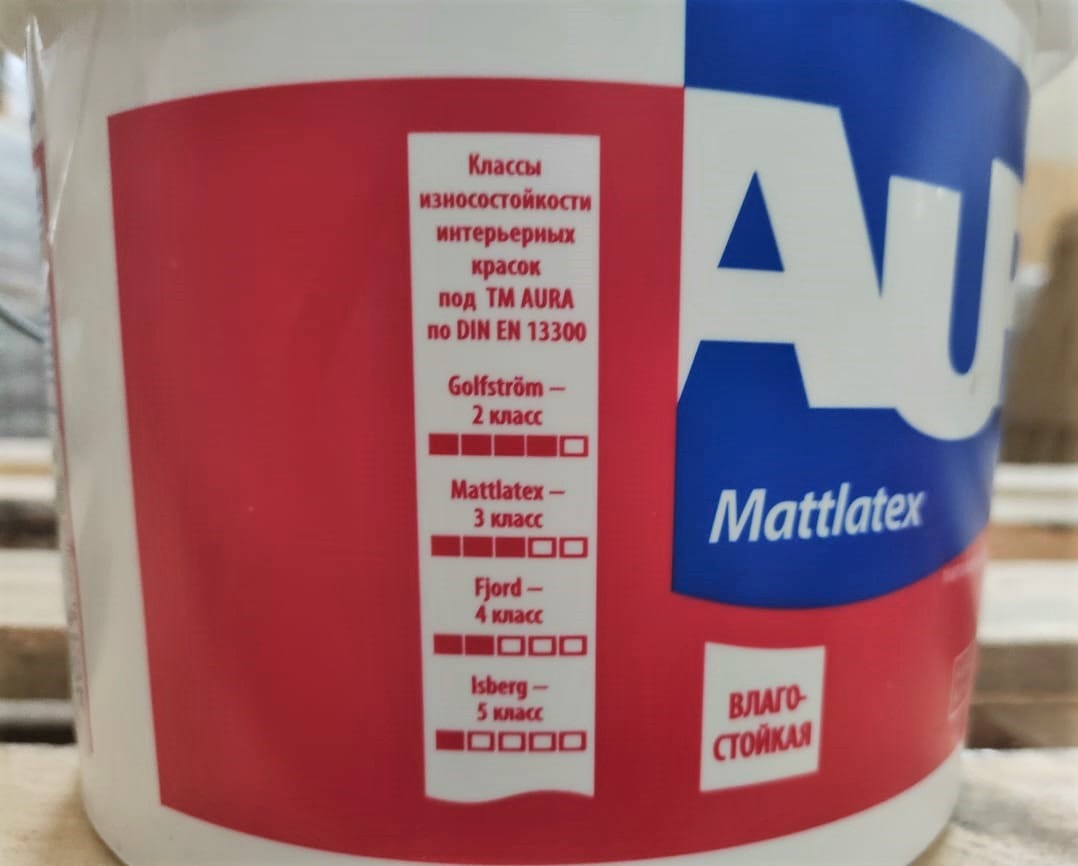 Классы
износостойкости
интерьерных
красок
под ТМ AURA
по DIN EN 13300
Golfström –
2 класс
Mattlatex –
3 класс
Fjord –
4 класс
Isberg –
5 класс
AU
Mattlatex
ВЛАГО-
СТОЙКАЯ